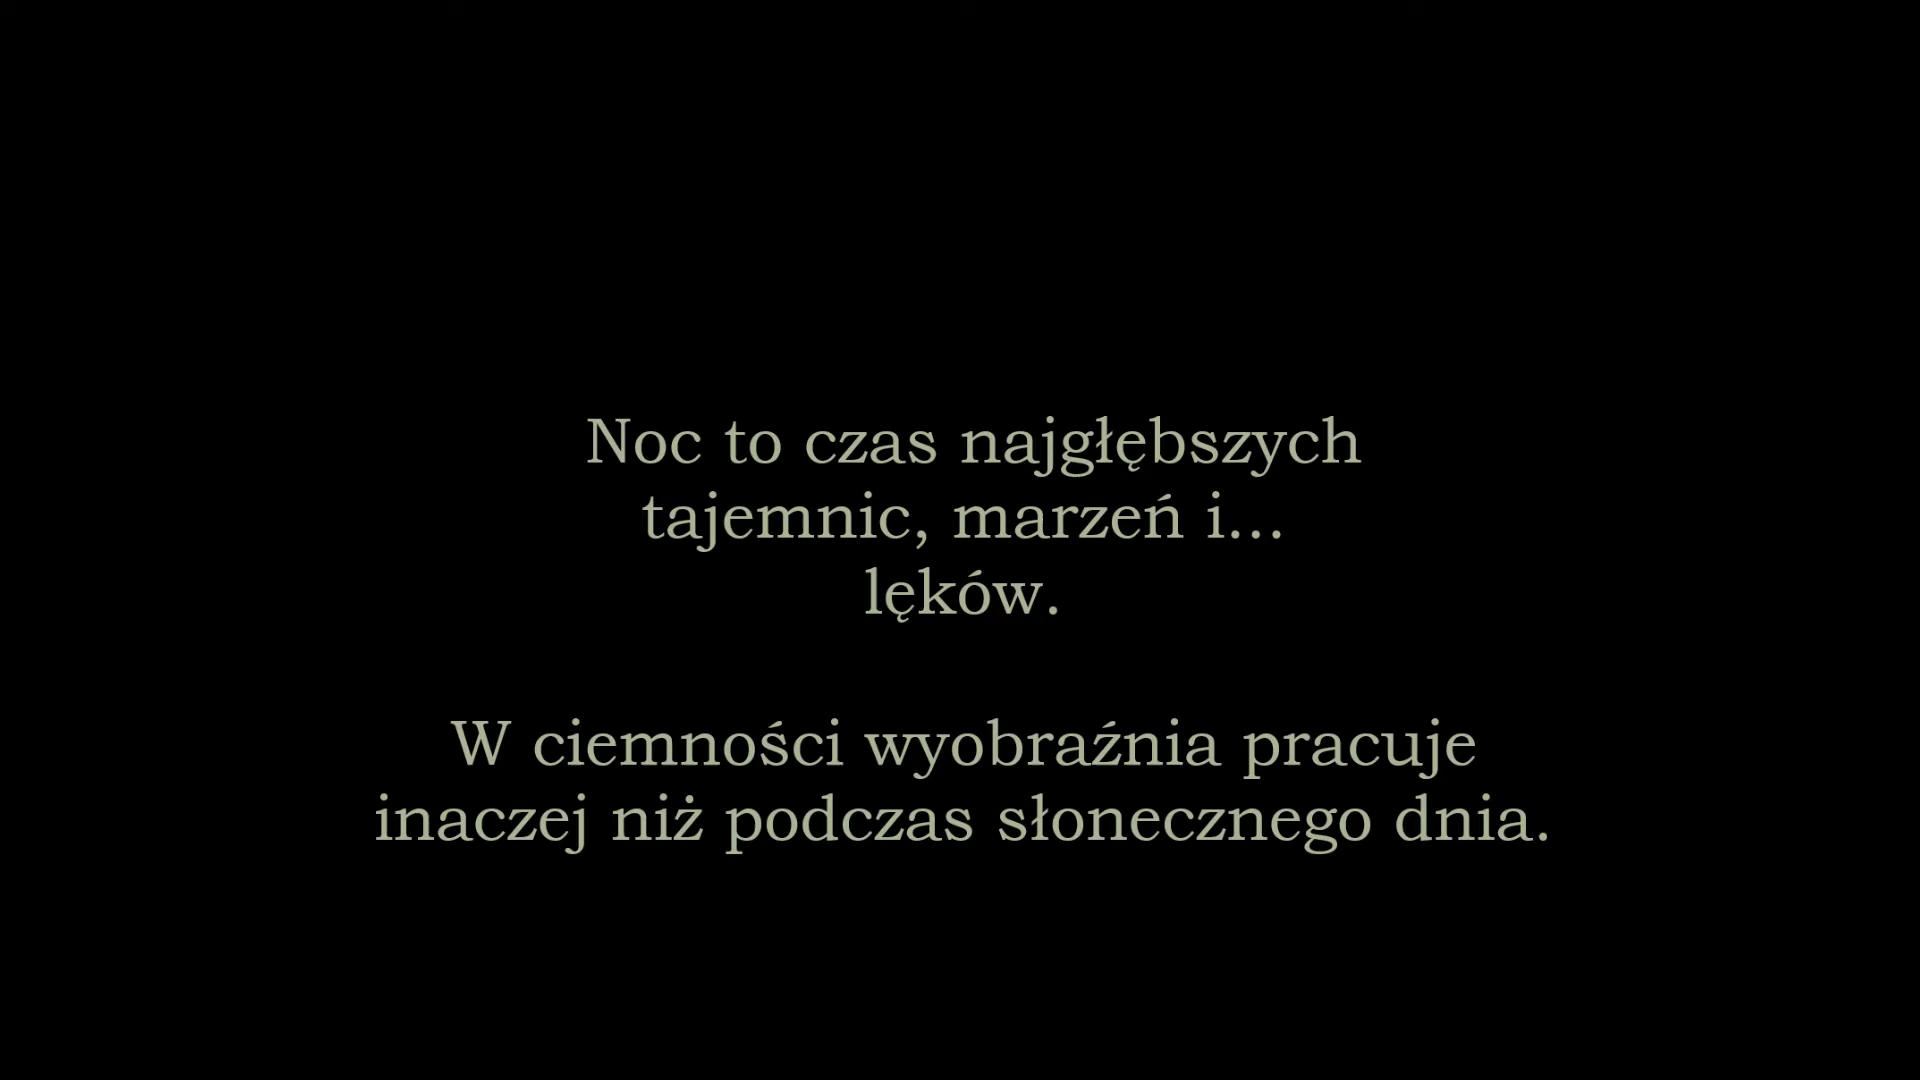 Noc to czas najgłębszych
tajemnic, marzeń i...
lęków.
W ciemności wyobraźnia pracuje
inaczej niż podczas słonecznego dnia.